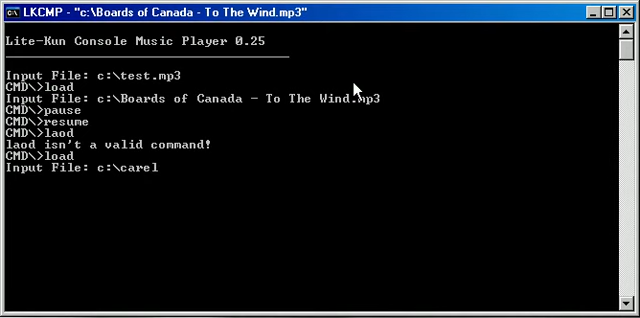 LKCMP - "c:\Boards of Canada - To The Wind.mp3"
Lite-Kun Console Music Player 0.25
Input File: c:\test.mp3
CMD\>load
Input File: c:\Boards of Canada - To The Wind.mp3
CMD\>pause
CMD\>resume
CMD\>laod
laod isn't a valid command!
CMD\>load
Input File: c:\carel